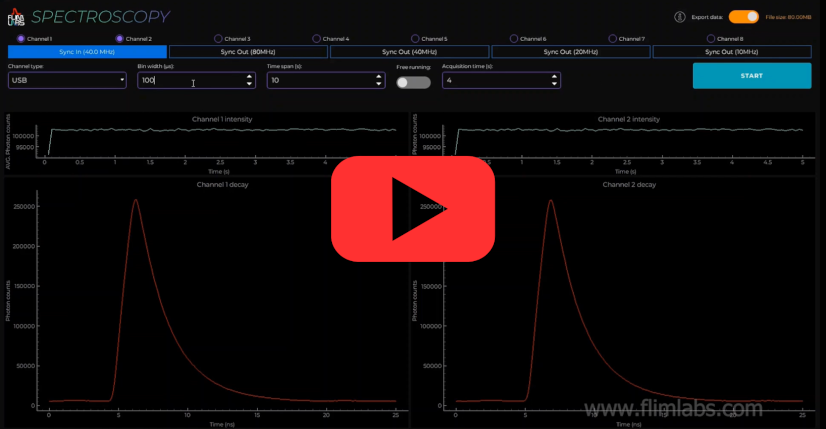 FLIM LABS SPECTROSCOPY Export data: File size: 80.00MB
Channel 1 Channel 2 Channel 3 Channel 4 Channel 5 Channel 6 Channel 7 Channel 8
Sync In (40.0 MHz) Sync Out (80MHz) Sync Out (40MHz) Sync Out (20MHz) Sync Out (10MHz)
Channel type: Bin width (µs): Time span (s): Free running: Acquisition time (s):
USB 100 10 4 START
Channel 1 intensity
AVG. Photon counts
100000
95000
0 0.5 1 1.5 2 2.5 3 3.5 4
Time (s)
Channel 2 intensity
Photon counts
100000
95000
0 0.5 1 1.5 2 2.5 3 3.5 4 4.5 5
Time (s)
Channel 1 decay
Photon counts
250000
200000
150000
100000
50000
0
0 5 10 15 20 25
Time (ns)
Channel 2 decay
Photon counts
250000
200000
150000
100000
50000
0
0 5 10 15 20 25
Time (ns)
www.flimlabs.com